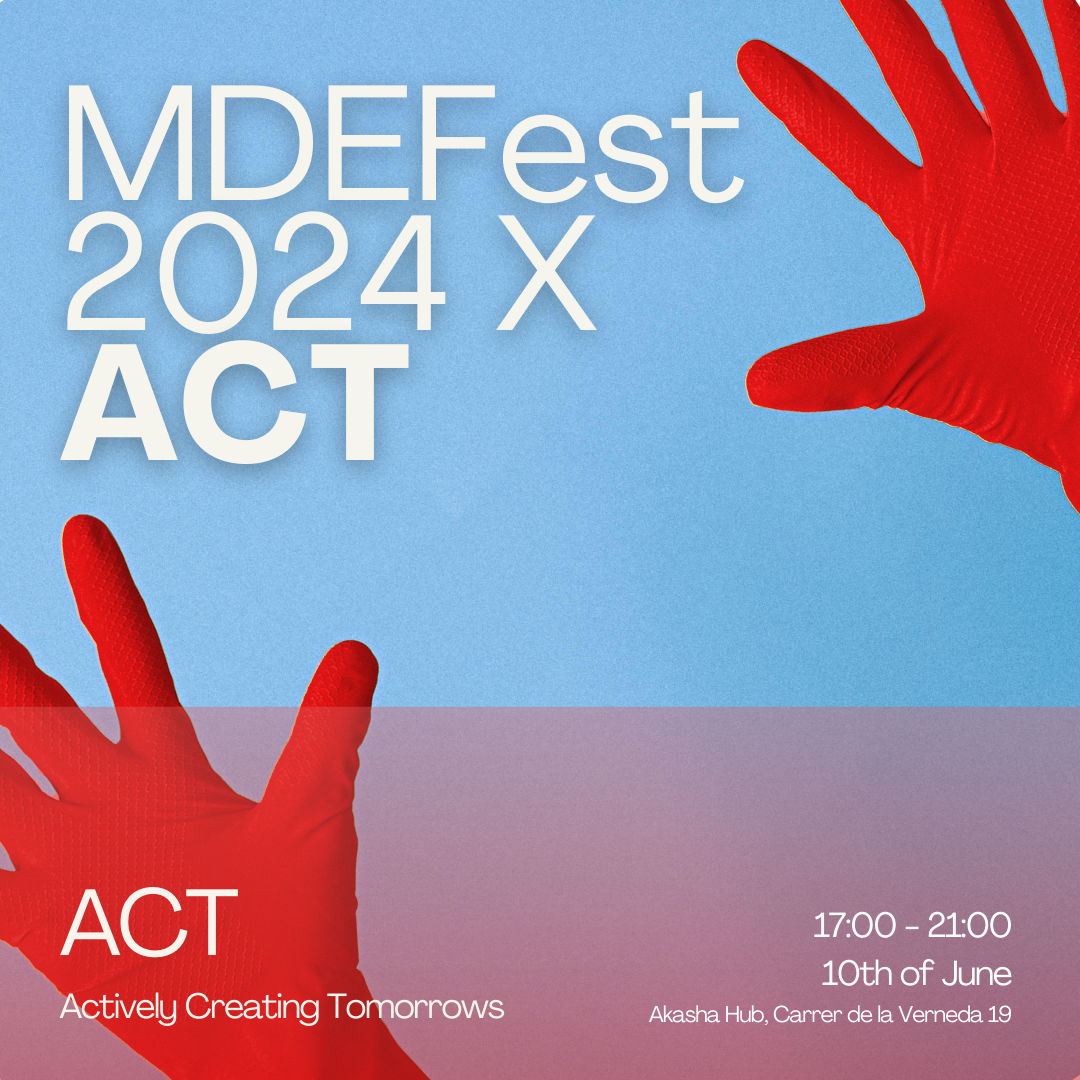 MDEFest
2024 X
ACT
ACT
Actively Creating Tomorrows
17:00 - 21:00
10th of June
Akasha Hub, Carrer de la Verneda 19